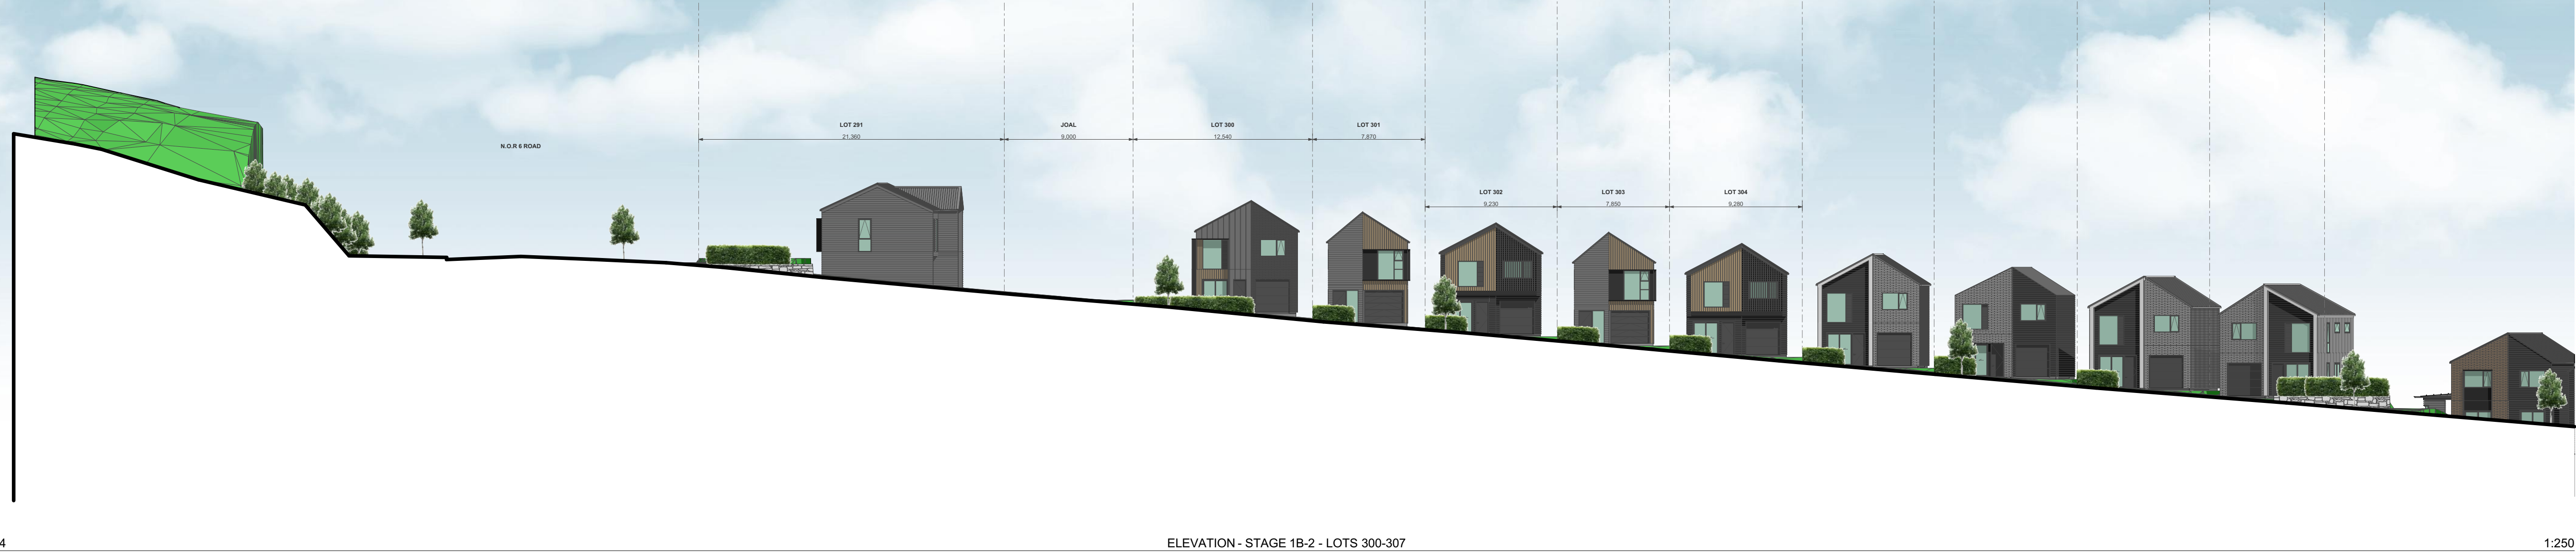 LOT 291
JOAL
LOT 300
LOT 301
21,360
9,000
12,540
7,870
N.O.R 6 ROAD
LOT 302
LOT 303
LOT 304
9,230
7,850
9,280
4
ELEVATION - STAGE 1B-2 - LOTS 300-307
1:250